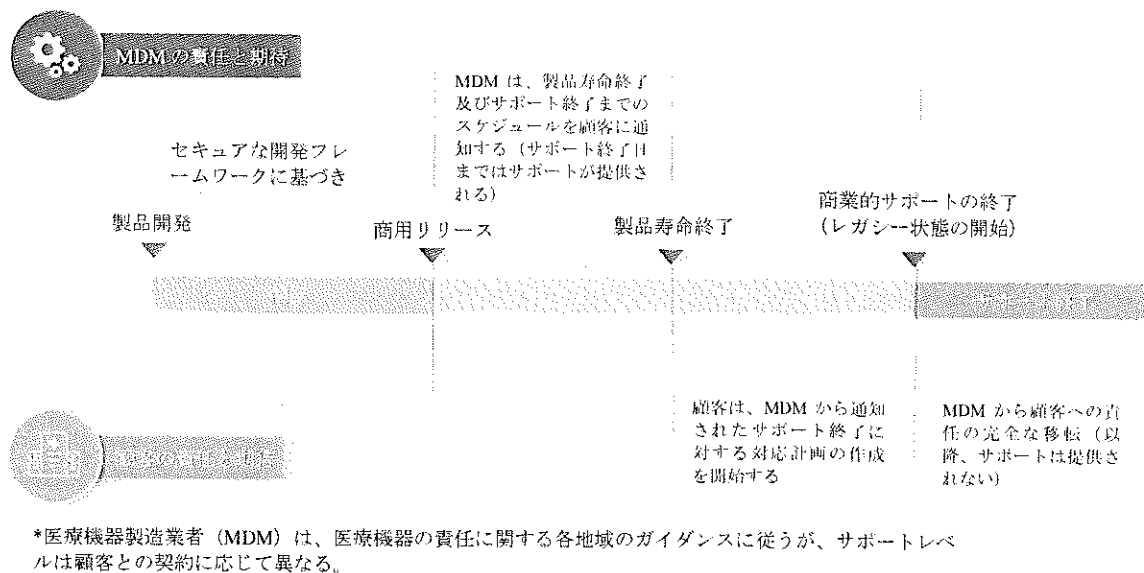 MDM の責任と期待
MDM は、製品寿命終了
及びサポート終了までの
スケジュールを顧客に通
知する（サポート終了日
まではサポートが提供さ
れる）
セキュアな開発フレ
ームワークに基づき
製品開発
商用リリース
製品寿命終了
商業的サポートの終了
(レガシー状態の開始)
顧客は、MDM から通知
されたサポート終了に
対する対応計画の作成
を開始する
MDM から顧客への責
任の完全な移転（以
降、サポートは提供さ
れない）
*医療機器製造業者（MDM）は、医療機器の責任に関する各地域のガイダンスに従うが、サポートレベ
ルは顧客との契約に応じて異なる。